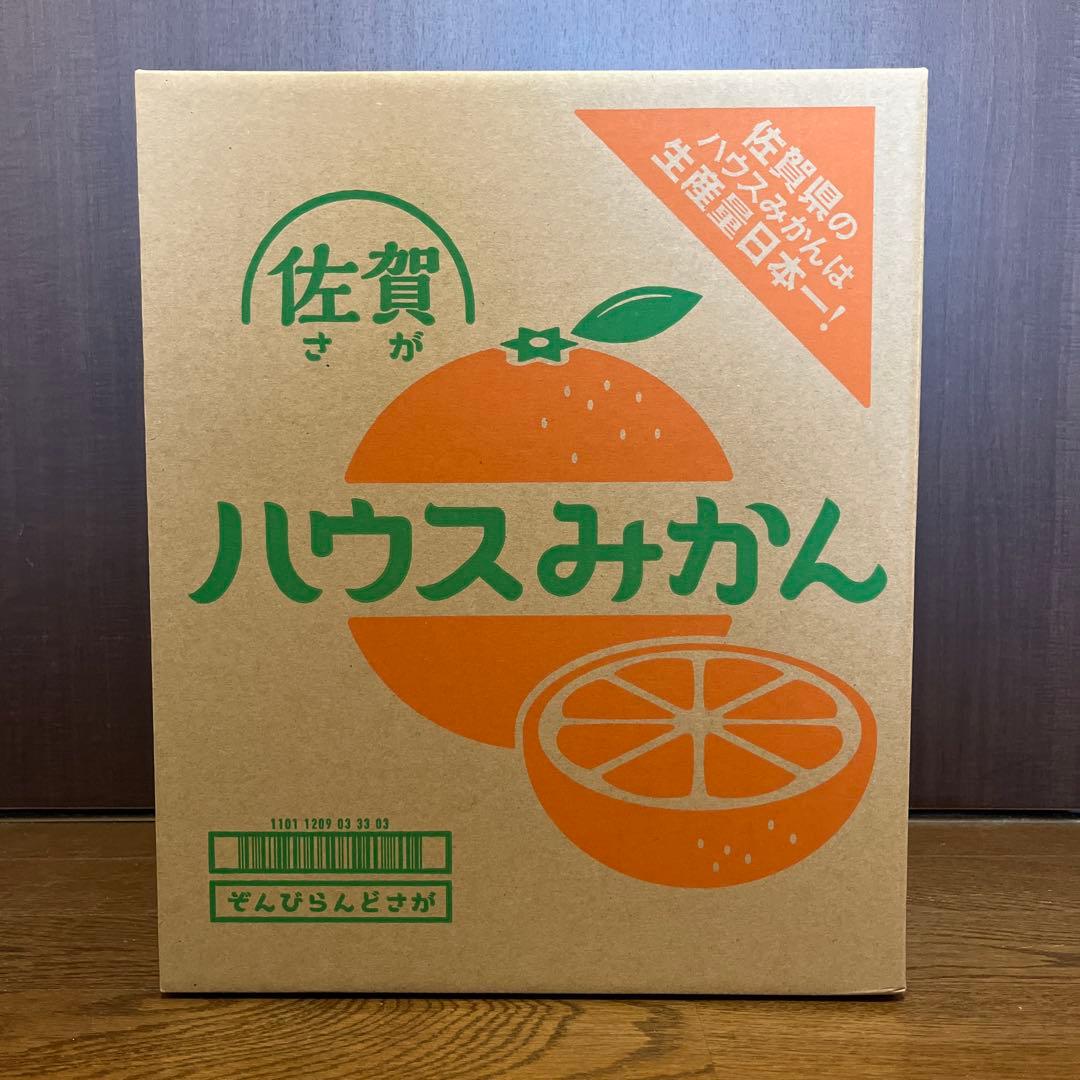 佐賀県の
ハウスみかんは
生産量日本一!
佐賀
さが
ハウスみかん
1101 1209 03 33 03
ぞんびらんどさが